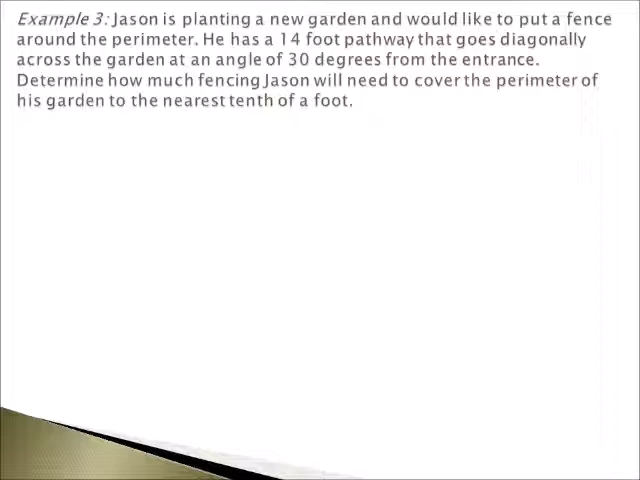 Example 3: Jason is planting a new garden and would like to put a fence
around the perimeter. He has a 14 foot pathway that goes diagonally
across the garden at an angle of 30 degrees from the entrance.
Determine how much fencing Jason will need to cover the perimeter of
his garden to the nearest tenth of a foot.